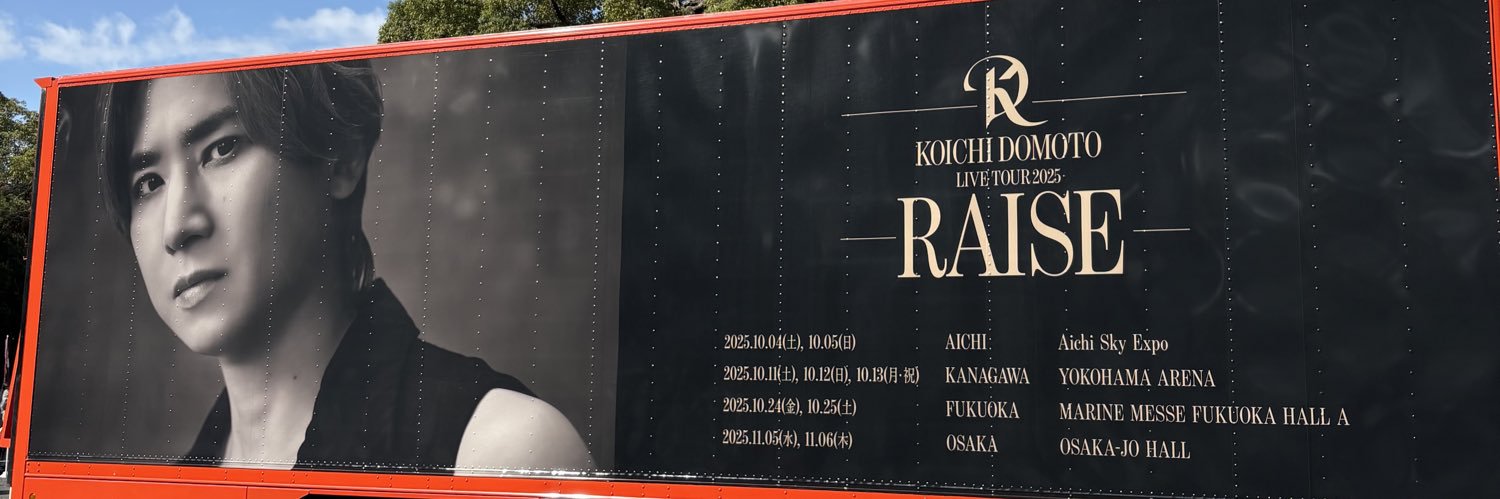 KOICHI DOMOTO
LIVE TOUR 2025
RAISE
2025.10.04(土), 10.05(日) AICHI Aichi Sky Expo
2025.10.11(土), 10.12(日), 10.13(月·祝) KANAGAWA YOKOHAMA ARENA
2025.10.24(金), 10.25(土) FUKUOKA MARINE MESSE FUKUOKA HALL A
2025.11.05(水), 11.06(木) OSAKA OSAKA-JO HALL